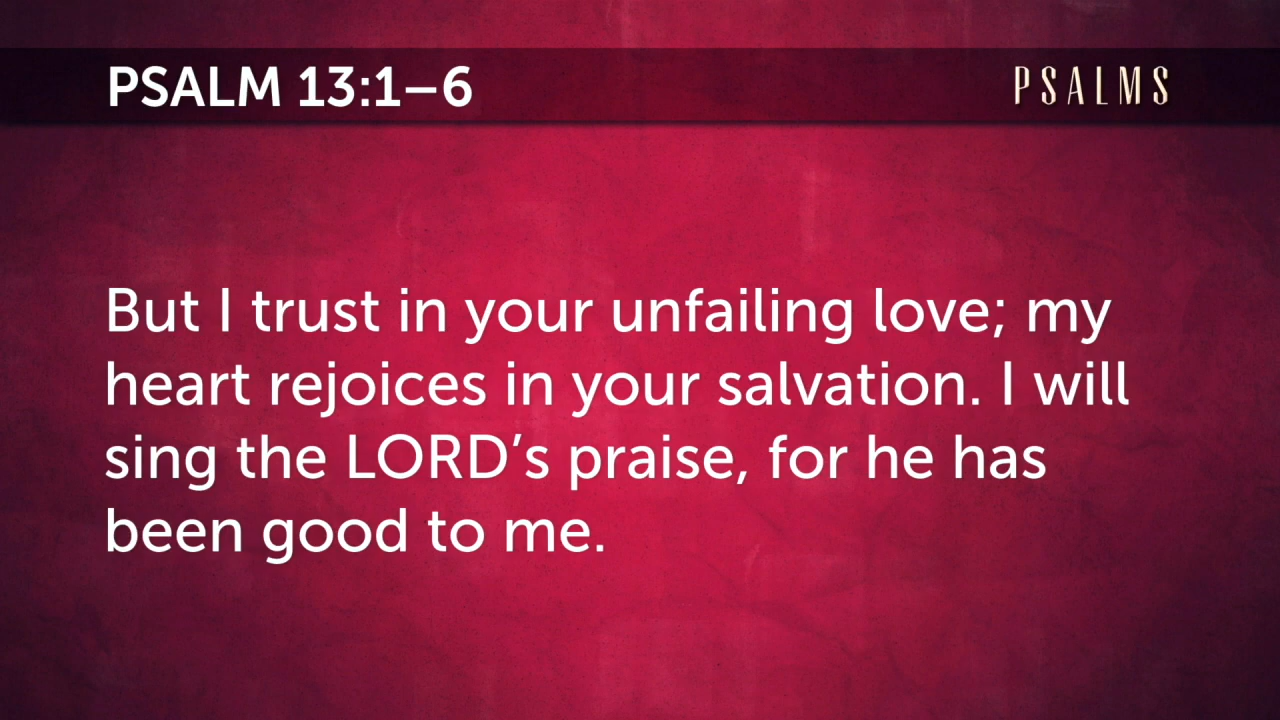 PSALM 13:1–6
PSALMS
But I trust in your unfailing love; my
heart rejoices in your salvation. I will
sing the LORD’s praise, for he has
been good to me.